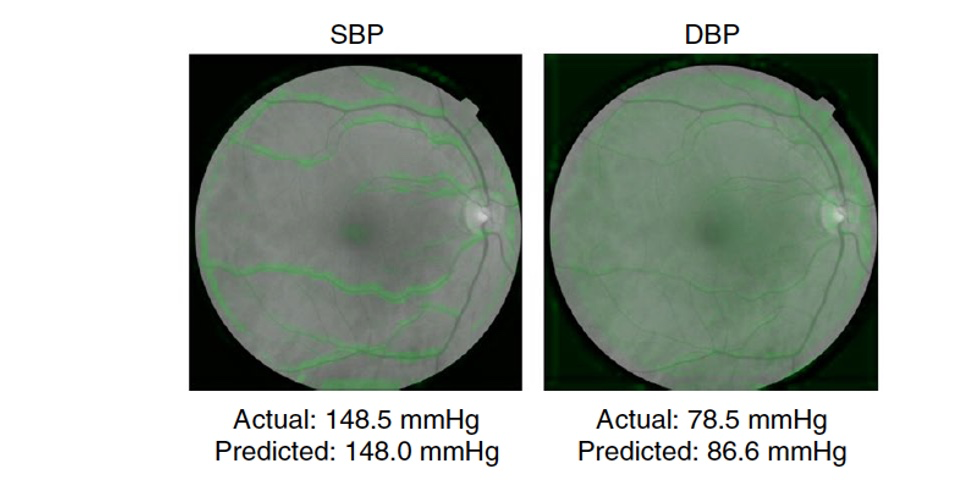 SBP
DBP
Actual: 148.5 mmHg
Predicted: 148.0 mmHg
Actual: 78.5 mmHg
Predicted: 86.6 mmHg